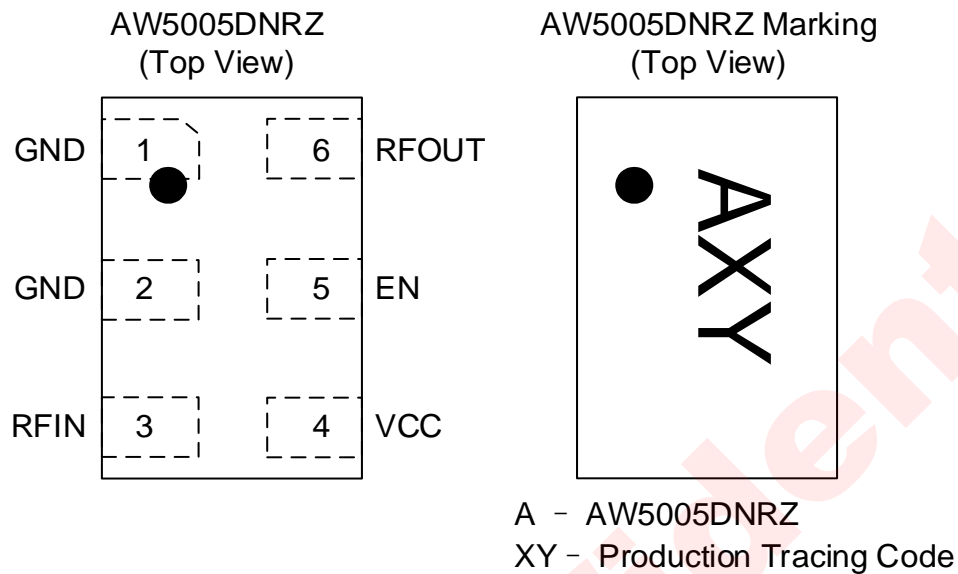 AW5005DNRZ
(Top View)
AW5005DNRZ Marking
(Top View)
GND 1 6 RFOUT
GND 2 5 EN
RFIN 3 4 VCC
AXY
A – AW5005DNRZ
XY – Production Tracing Code